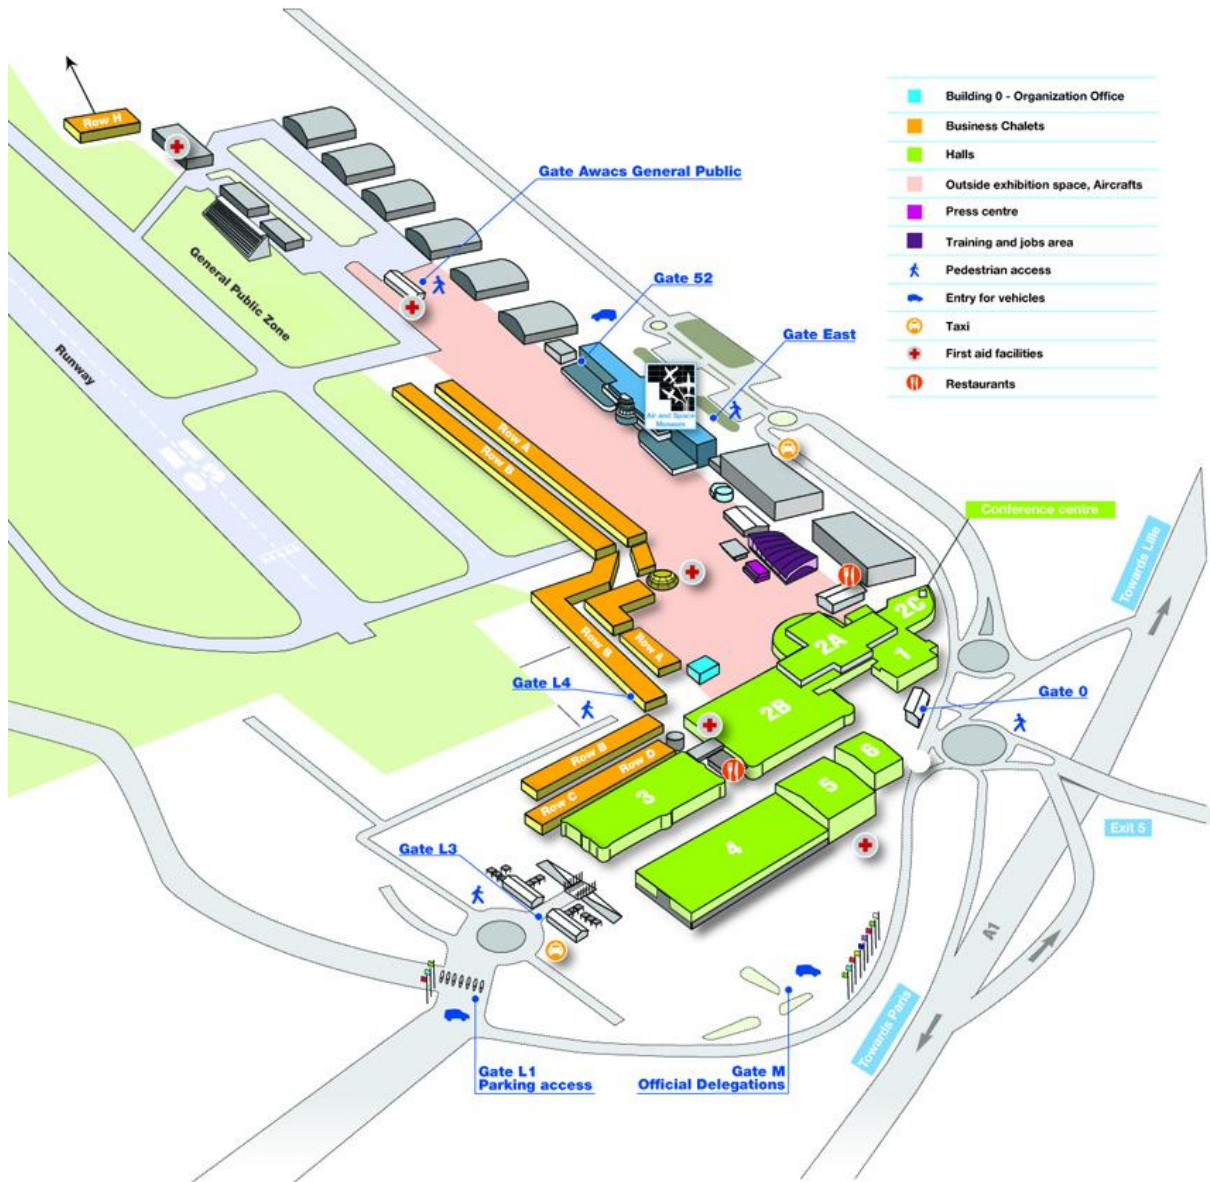 Row H
Building 0 - Organization Office
Business Chalets
Halls
Outside exhibition space, Aircrafts
Press centre
Training and jobs area
Pedestrian access
Entry for vehicles
Taxi
First aid facilities
Restaurants
Gate Awacs General Public
General Public Zone
Gate 52
Gate East
Runway
Air and Space
Museum
Row A
Row B
Conference centre
Towards Lille
2C
2A
1
Row A
Row B
Gate L4
Gate 0
2B
Row B
Row D
Row C
6
5
3
4
Exit 5
Gate L3
A1
Towards Paris
Gate L1
Parking access
Gate M
Official Delegations